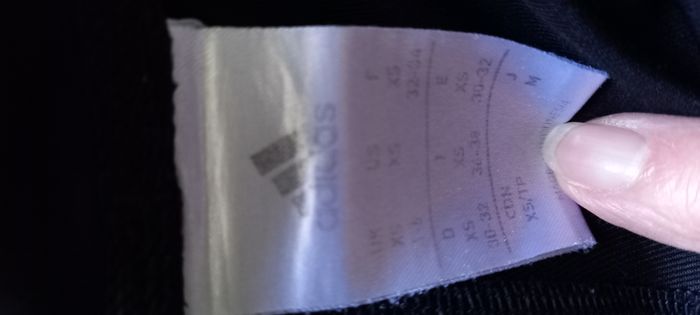 adidas
UK US F
XS XS XS
32-34
D I E
XS XS XS
30-32 36-38 30-32
CDN J
XS/TP M